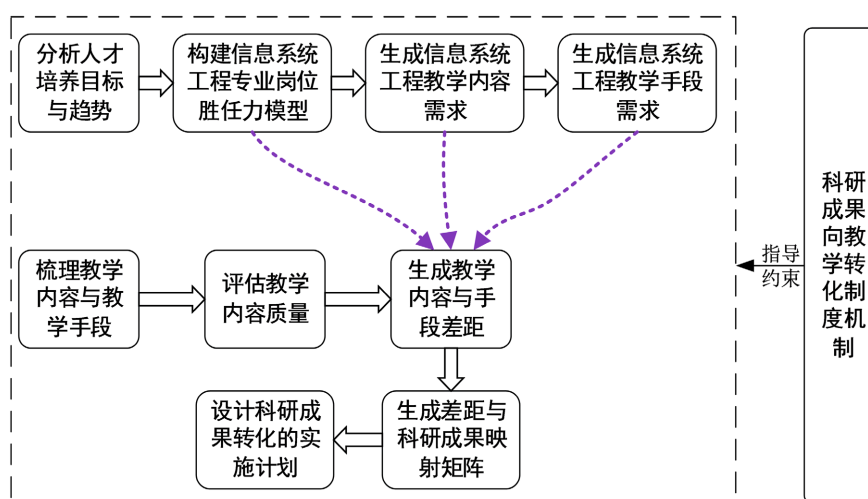 分析人才
培养目标
与趋势
构建信息系统
工程专业岗位
胜任力模型
生成信息系统
工程教学内容
需求
生成信息系统
工程教学手段
需求
梳理教学
内容与教
学手段
评估教学
内容质量
生成教学
内容与手
段差距
设计科研成
果转化的实
施计划
生成差距与
科研成果映
射矩阵
指导
约束
科研
成果
向教
学转
化制
度机
制